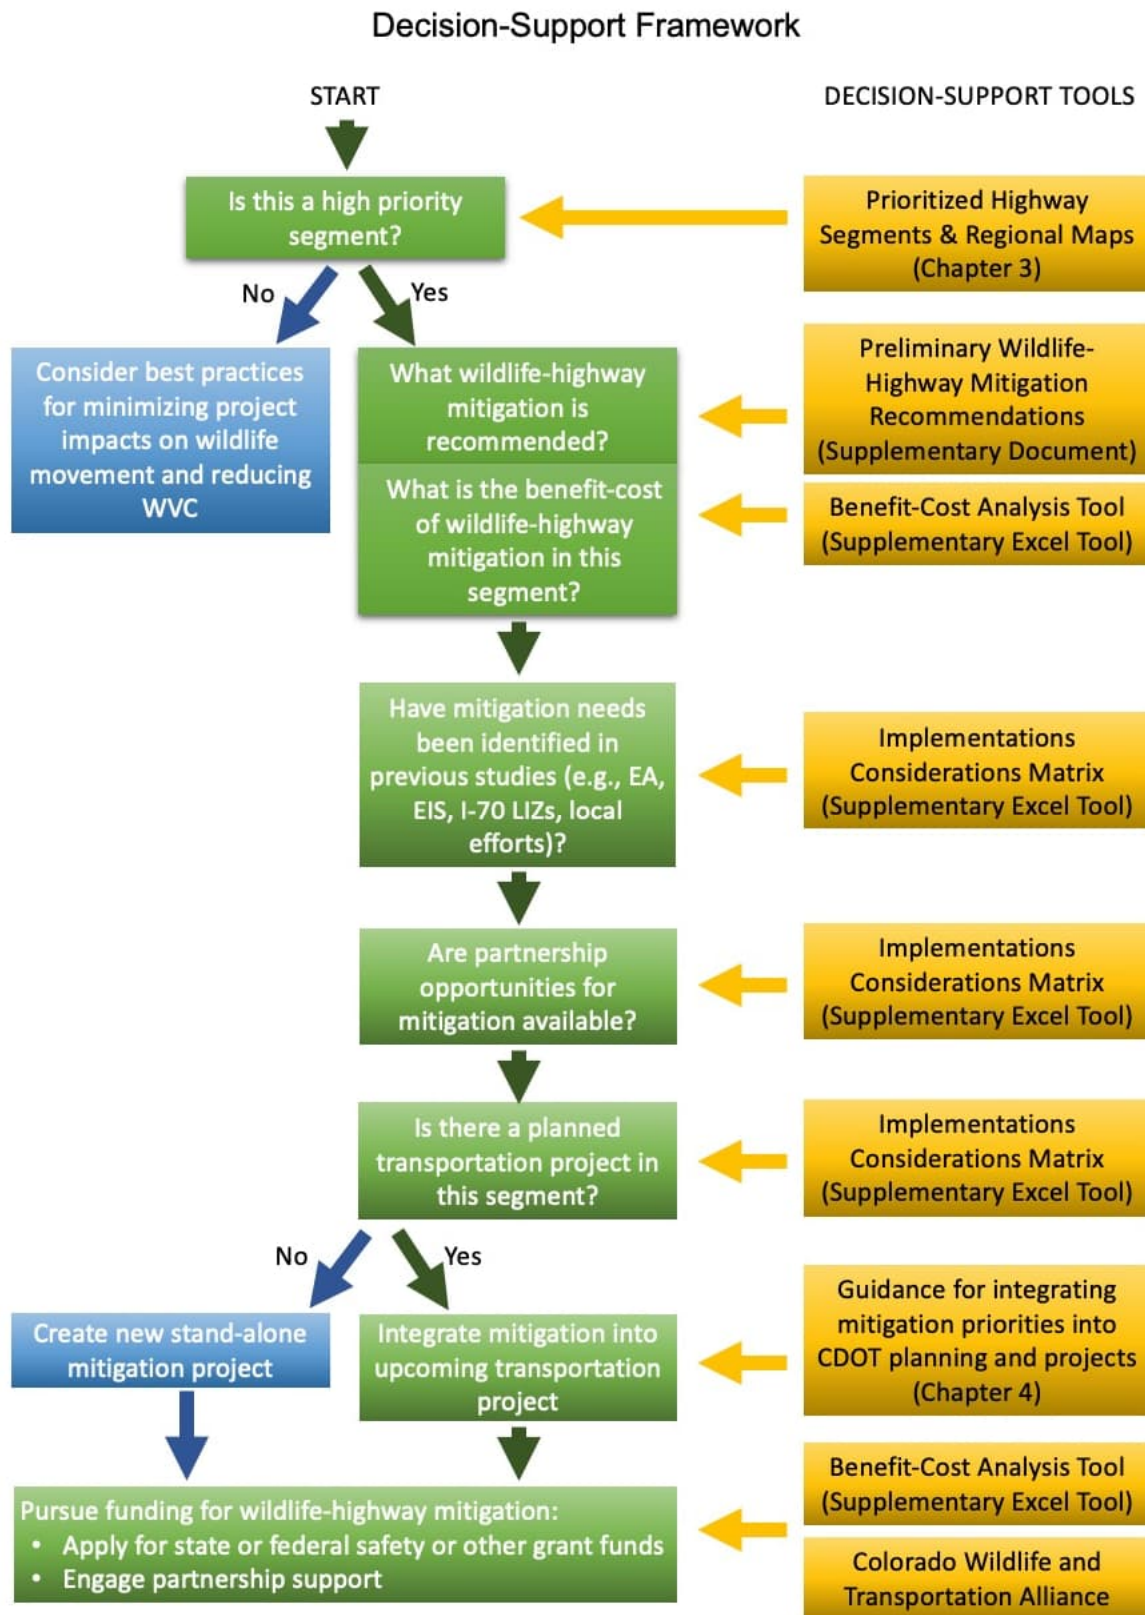 Decision-Support Framework
START
DECISION-SUPPORT TOOLS
Is this a high priority
segment?
Prioritized Highway
Segments & Regional Maps
(Chapter 3)
No
Yes
Consider best practices
for minimizing project
impacts on wildlife
movement and reducing
WVC
What wildlife-highway
mitigation is
recommended?
Preliminary Wildlife-
Highway Mitigation
Recommendations
(Supplementary Document)
What is the benefit-cost
of wildlife-highway
mitigation in this
segment?
Benefit-Cost Analysis Tool
(Supplementary Excel Tool)
Have mitigation needs
been identified in
previous studies (e.g., EA,
EIS, I-70 LIZs, local
efforts)?
Implementations
Considerations Matrix
(Supplementary Excel Tool)
Are partnership
opportunities for
mitigation available?
Implementations
Considerations Matrix
(Supplementary Excel Tool)
Is there a planned
transportation project in
this segment?
Implementations
Considerations Matrix
(Supplementary Excel Tool)
No
Yes
Create new stand-alone
mitigation project
Integrate mitigation into
upcoming transportation
project
Guidance for integrating
mitigation priorities into
CDOT planning and projects
(Chapter 4)
Pursue funding for wildlife-highway mitigation:
• Apply for state or federal safety or other grant funds
• Engage partnership support
Benefit-Cost Analysis Tool
(Supplementary Excel Tool)
Colorado Wildlife and
Transportation Alliance